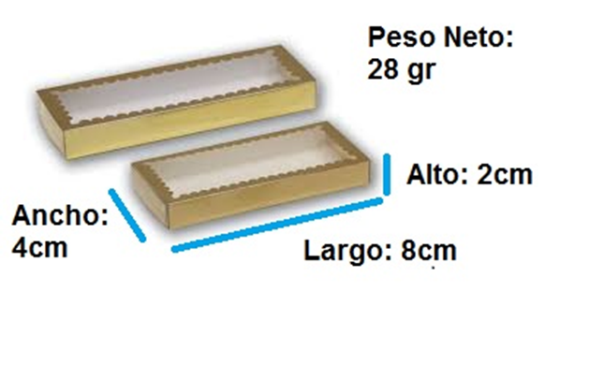 Peso Neto:
28 gr
Alto: 2cm
Ancho:
4cm
Largo: 8cm